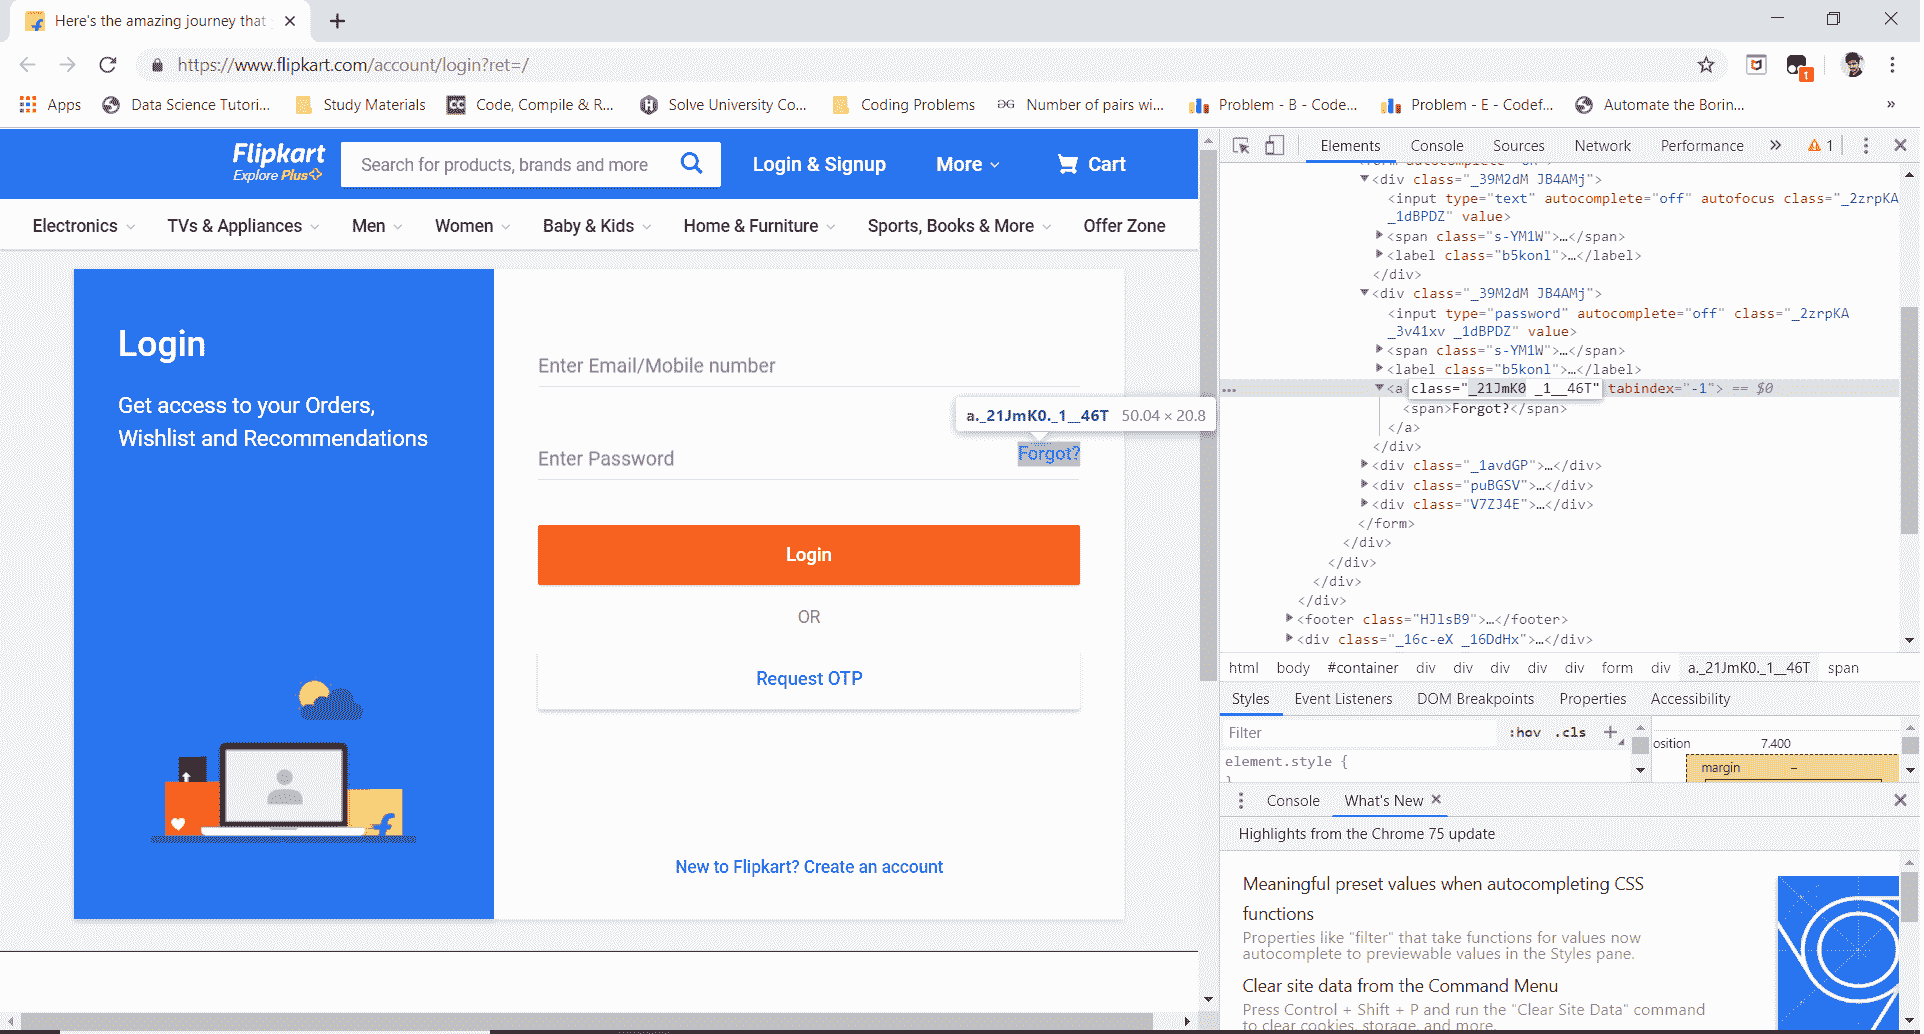 Here's the amazing journey that
https://www.flipkart.com/account/login?ret=/
Apps Data Science Tutori... Study Materials Code, Compile & R... Solve University Co... Coding Problems Number of pairs wi... Problem - B - Code... Problem - E - Codef... Automate the Borin... »
Flipkart
Explore Plus
Search for products, brands and more
Login & Signup
More
Cart
Electronics TVs & Appliances Men Women Baby & Kids Home & Furniture Sports, Books & More Offer Zone
Login
Get access to your Orders,
Wishlist and Recommendations
Enter Email/Mobile number
a._21JmK0._1__46T 50.04 × 20.8
Enter Password
Forgot?
Login
OR
Request OTP
New to Flipkart? Create an account
Elements Console Sources Network Performance » 1
<div class="_39M2dM JB4AMj">
<input type="text" autocomplete="off" autofocus class="_2zrpKA
_1dBPDZ" value>
<span class="s-YM1W">…</span>
<label class="b5konl">…</label>
</div>
<div class="_39M2dM JB4AMj">
<input type="password" autocomplete="off" class="_2zrpKA
_3v41xv _1dBPDZ" value>
<span class="s-YM1W">…</span>
<label class="b5konl">…</label>
<a class="_21JmK0 _1__46T" tabindex="-1"> == $0
<span>Forgot?</span>
</a>
</div>
<div class="_1avdGP">…</div>
<div class="puBGSV">…</div>
<div class="V7ZJ4E">…</div>
</form>
</div>
</div>
</div>
</div>
<footer class="HJlsB9">…</footer>
<div class="_16c-eX _16DdHx">…</div>
html body #container div div div div div form div a._21JmK0._1__46T span
Styles Event Listeners DOM Breakpoints Properties Accessibility
Filter :hov .cls +
osition 7.400
element.style {
margin –
}
Console What's New
Highlights from the Chrome 75 update
Meaningful preset values when autocompleting CSS
functions
Properties like "filter" that take functions for values now
autocomplete to previewable values in the Styles pane.
Clear site data from the Command Menu
Press Control + Shift + P and run the "Clear Site Data" command
to clear cookies, storage, and more.